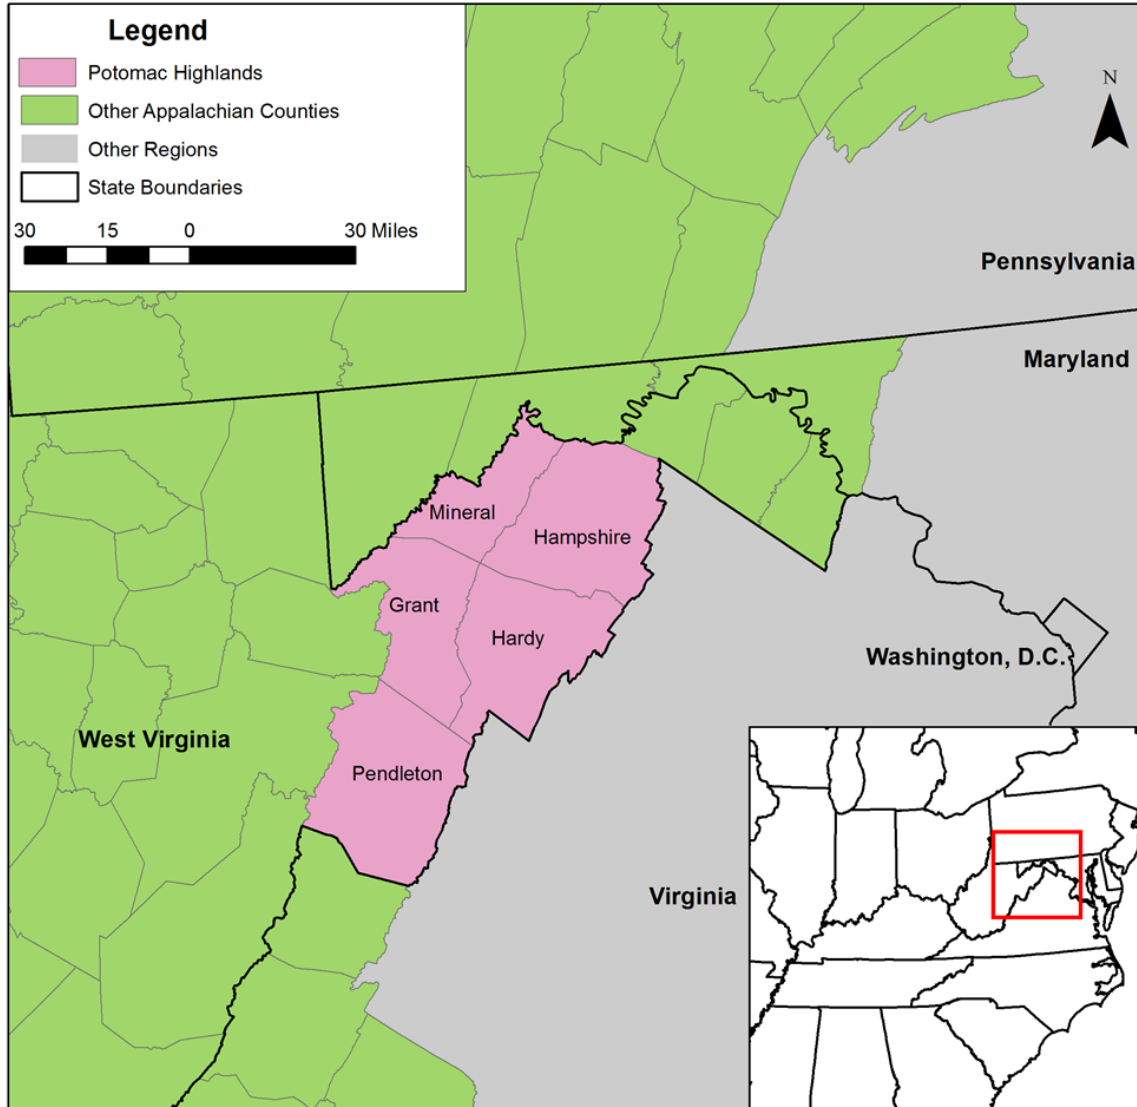 Legend
Potomac Highlands
Other Appalachian Counties
Other Regions
State Boundaries
30 15 0 30 Miles
N
Pennsylvania
Maryland
Mineral
Hampshire
Grant
Hardy
Washington, D.C.
West Virginia
Pendleton
Virginia